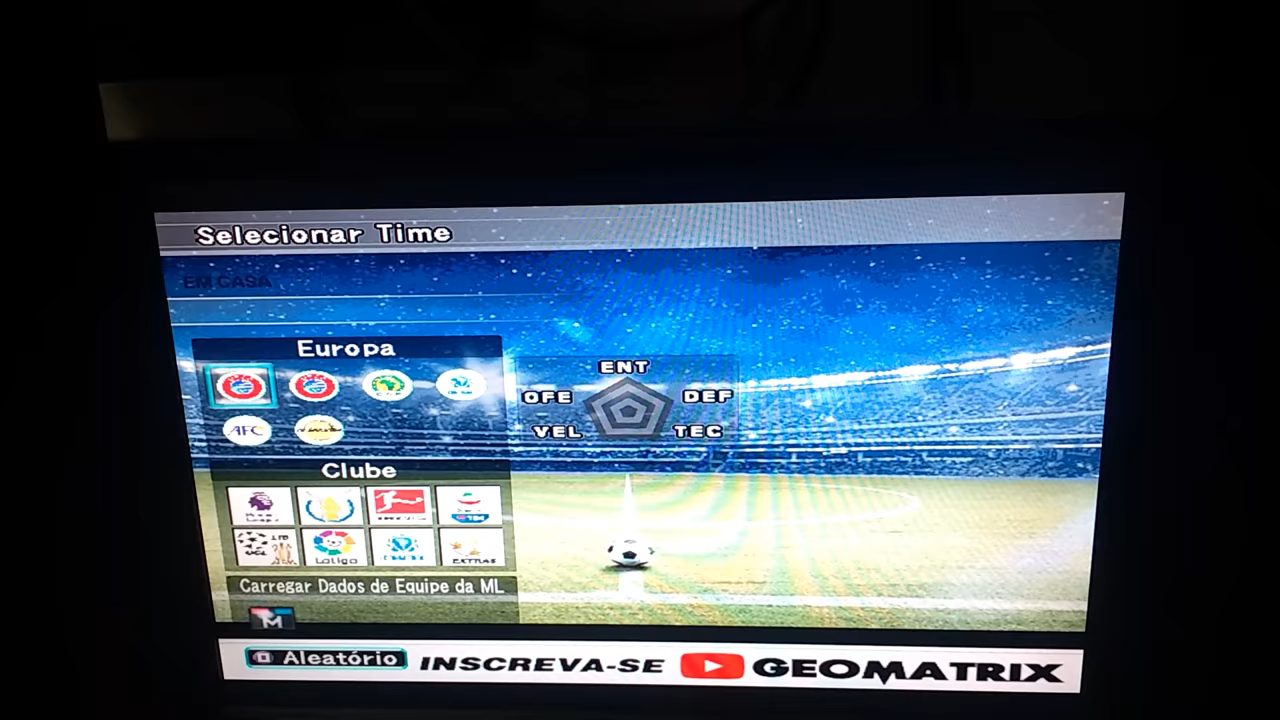 Selecionar Time
EM CASA
Europa
ENT
OFE
DEF
VEL
TEC
AFC
Clube
LaLiga
EXTRAS
Carregar Dados de Equipe da ML
M
Aleatório
INSCREVA-SE
GEOMATRIX